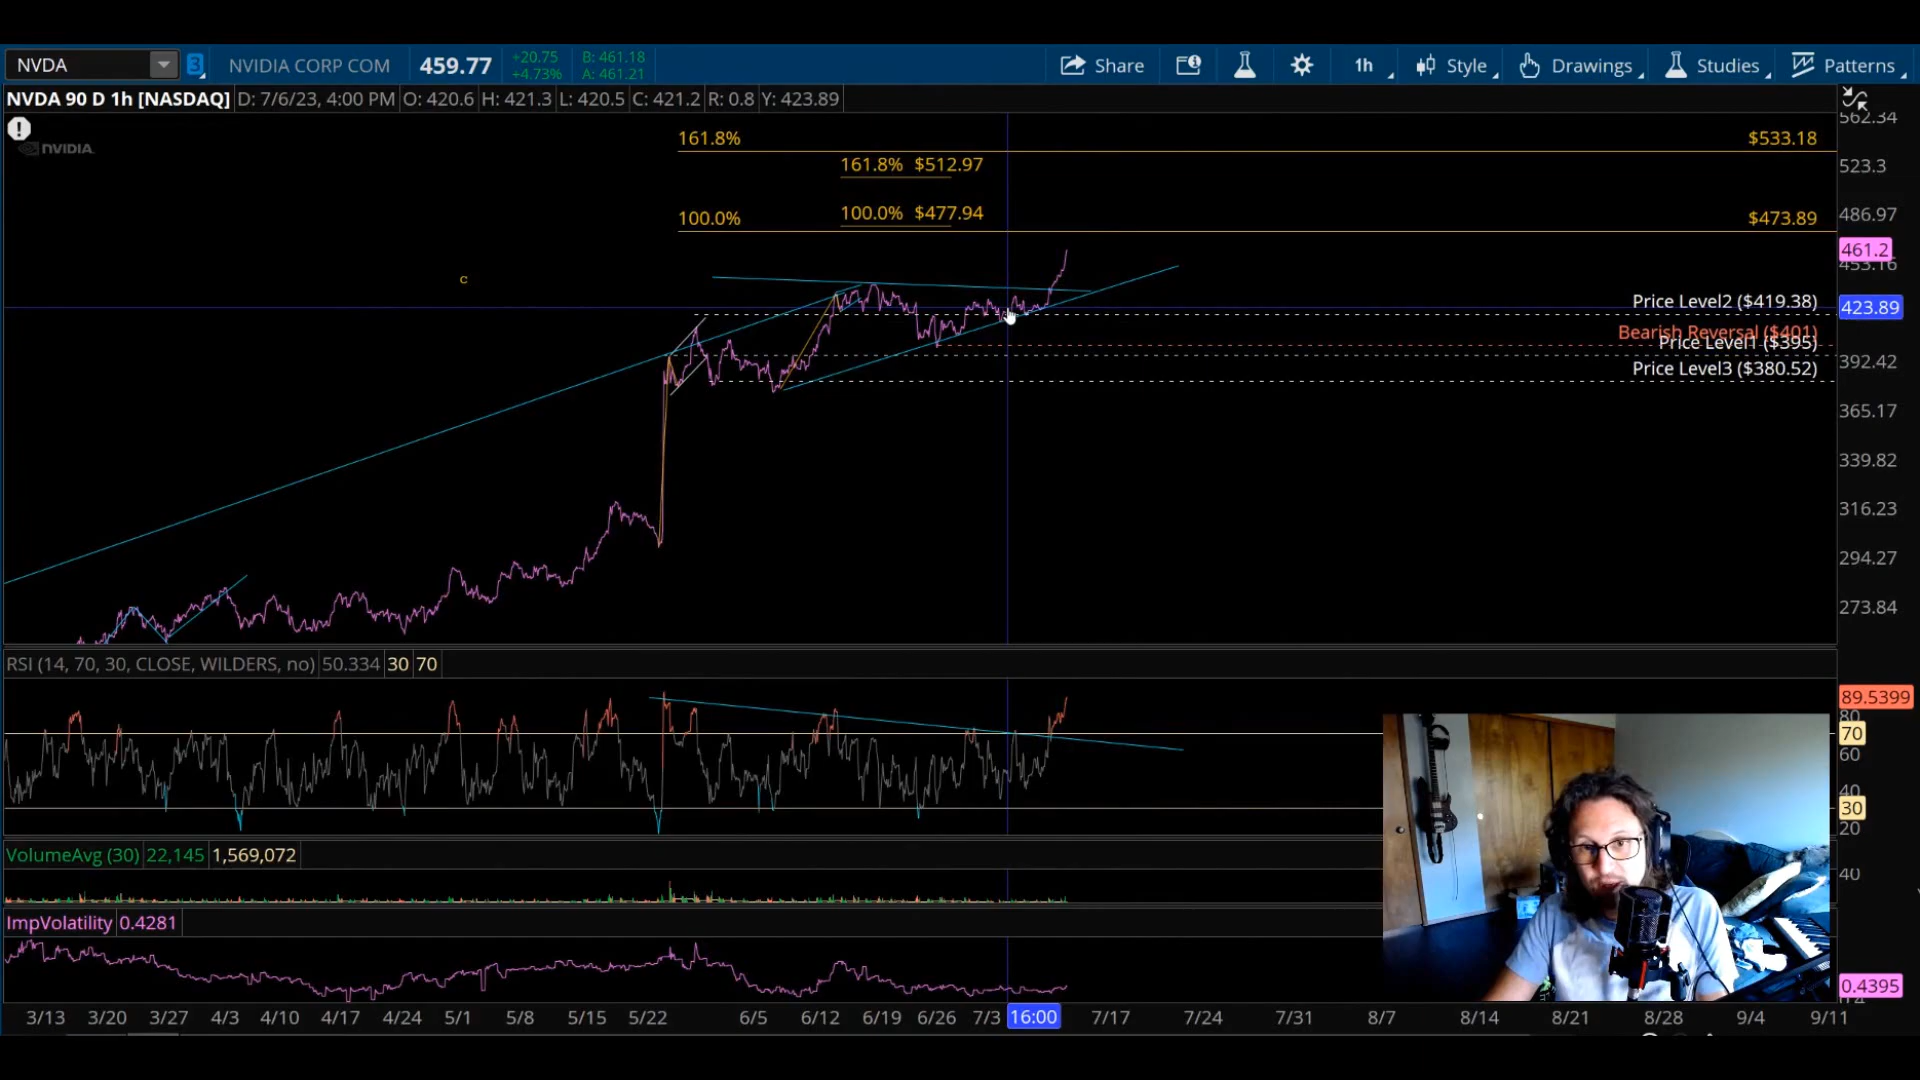 NVDA
3
NVIDIA CORP COM
459.77
+20.75
+4.73%
B: 461.18
A: 461.21
Share
1h
Style
Drawings
Studies
Patterns
NVDA 90 D 1h [NASDAQ] D: 7/6/23, 4:00 PM O: 420.6 H: 421.3 L: 420.5 C: 421.2 R: 0.8 Y: 423.89
NVIDIA.
562.34
161.8% $533.18
161.8% $512.97
523.3
100.0% $477.94
486.97
100.0% $473.89
461.2
453.16
c
Price Level2 ($419.38)
423.89
Bearish Reversal ($401)
Price Level1 ($395)
392.42
Price Level3 ($380.52)
365.17
339.82
316.23
294.27
273.84
RSI (14, 70, 30, CLOSE, WILDERS, no) 50.334 30 70
89.5399
80
70
60
40
30
20
VolumeAvg (30) 22,145 1,569,072
40
ImpVolatility 0.4281
0.4395
3/13 3/20 3/27 4/3 4/10 4/17 4/24 5/1 5/8 5/15 5/22 6/5 6/12 6/19 6/26 7/3 16:00 7/17 7/24 7/31 8/7 8/14 8/21 8/28 9/4 9/11